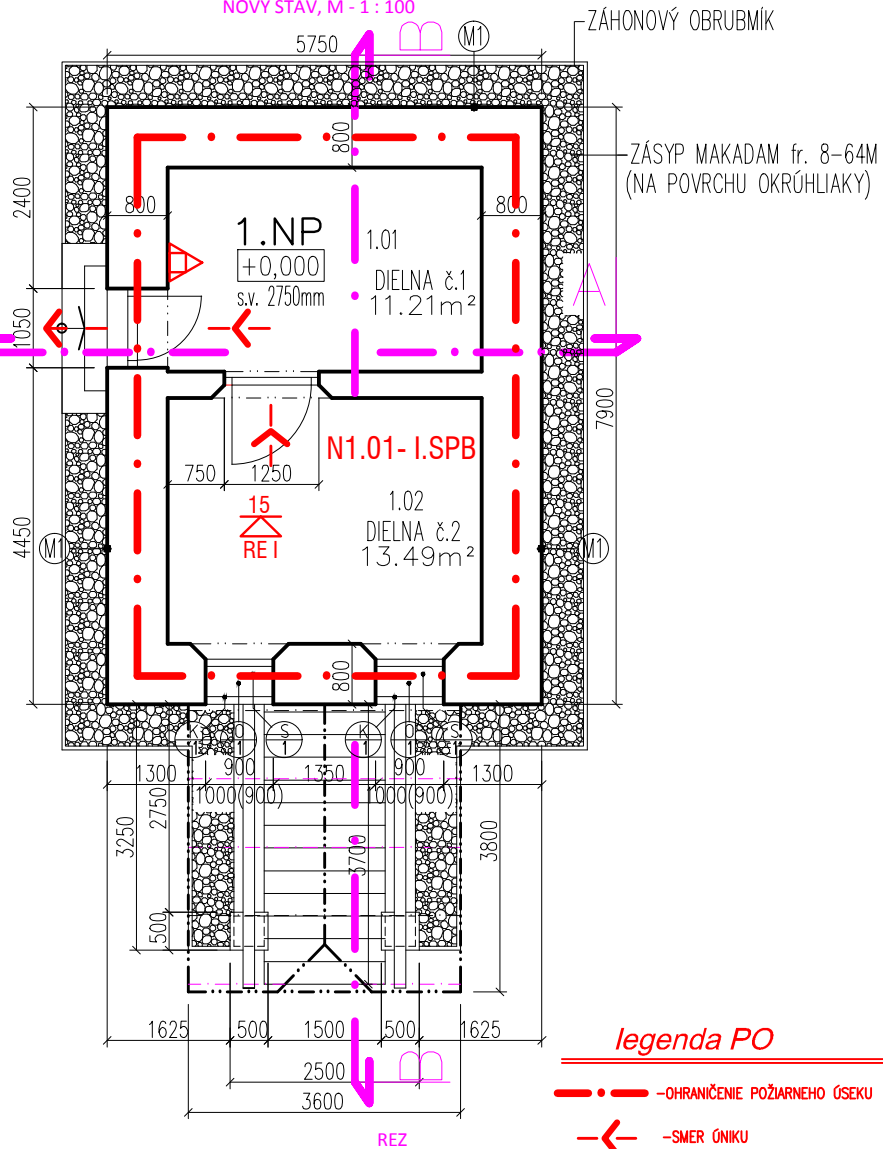 NOVÝ STAV, M - 1 : 100
5750
B
M1
ZÁHONOVÝ OBRUBMÍK
ZÁSYP MAKADAM fr. 8-64M
(NA POVRCHU OKRÚHLIAKY)
800
2400
800
800
1.NP
+0,000
s.v. 2750mm
1.01
DIELNA č.1
11.21m²
A
1050
7900
N1.01- I.SPB
750
1250
15
RE I
1.02
DIELNA č.2
13.49m²
4450
M1
M1
800
K
1
O
1
S
1
K
1
O
1
S
1
1300
900
1350
900
1300
1000(900)
1000(900)
2750
3250
3700
3800
500
1625
500
1500
500
1625
2500
B
3600
REZ
legenda PO
-OHRANIČENIE POŽIARNEHO ÚSEKU
-SMER ÚNIKU